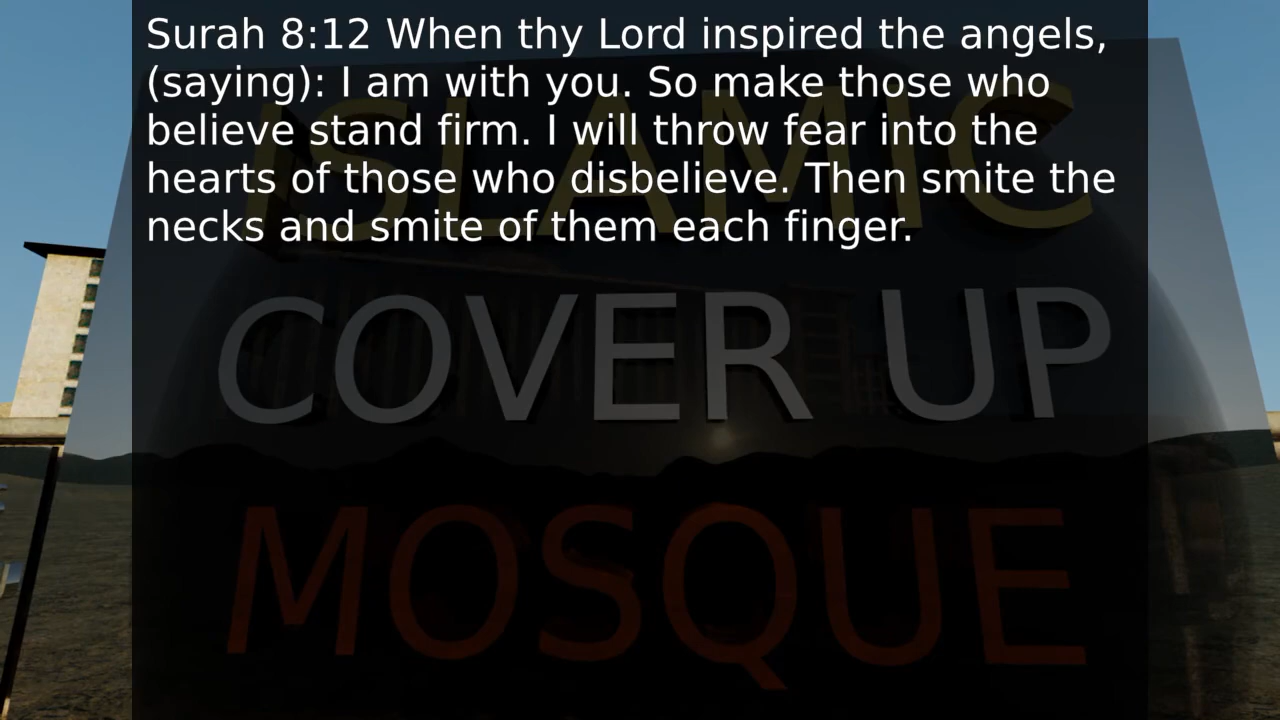 Surah 8:12 When thy Lord inspired the angels,
(saying): I am with you. So make those who
believe stand firm. I will throw fear into the
hearts of those who disbelieve. Then smite the
necks and smite of them each finger.
ISLAMIC
COVER UP
MOSQUE